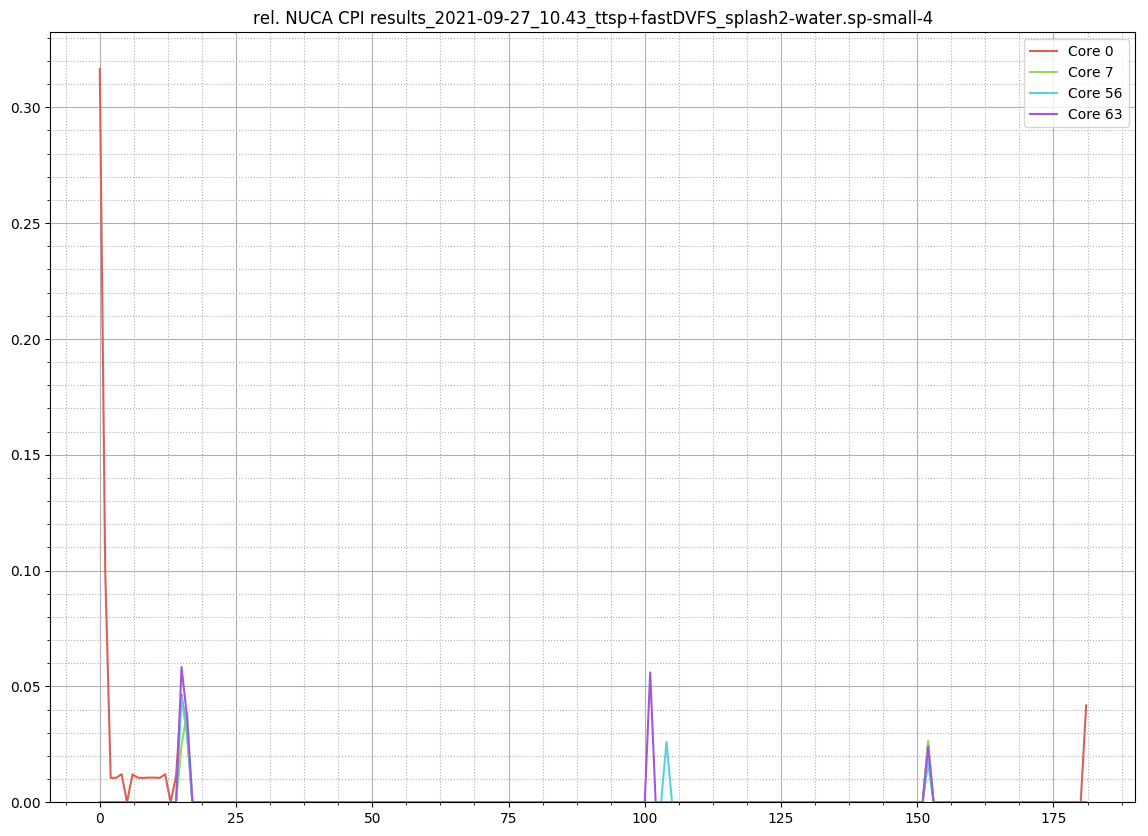 rel. NUCA CPI results_2021-09-27_10.43_ttsp+fastDVFS_splash2-water.sp-small-4
Core 0
Core 7
Core 56
Core 63
0.30
0.25
0.20
0.15
0.10
0.05
0.00
0 25 50 75 100 125 150 175